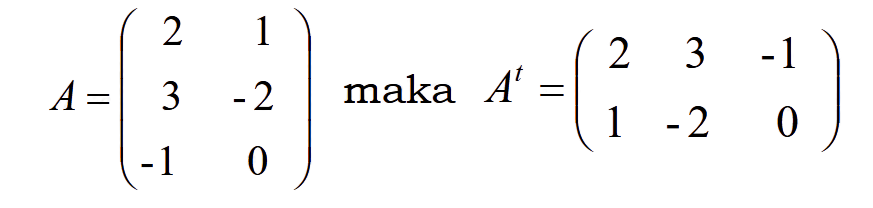 A = ( 2 1 ; 3 -2 ; -1 0 ) maka A^t = ( 2 3 -1 ; 1 -2 0 )